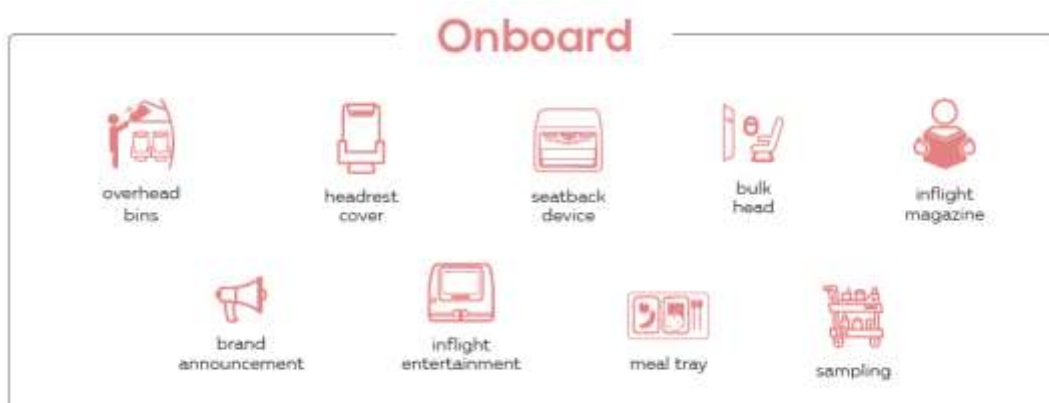 Onboard
overhead
bins
headrest
cover
seatback
device
bulk
head
inflight
magazine
brand
announcement
inflight
entertainment
meal tray
sampling